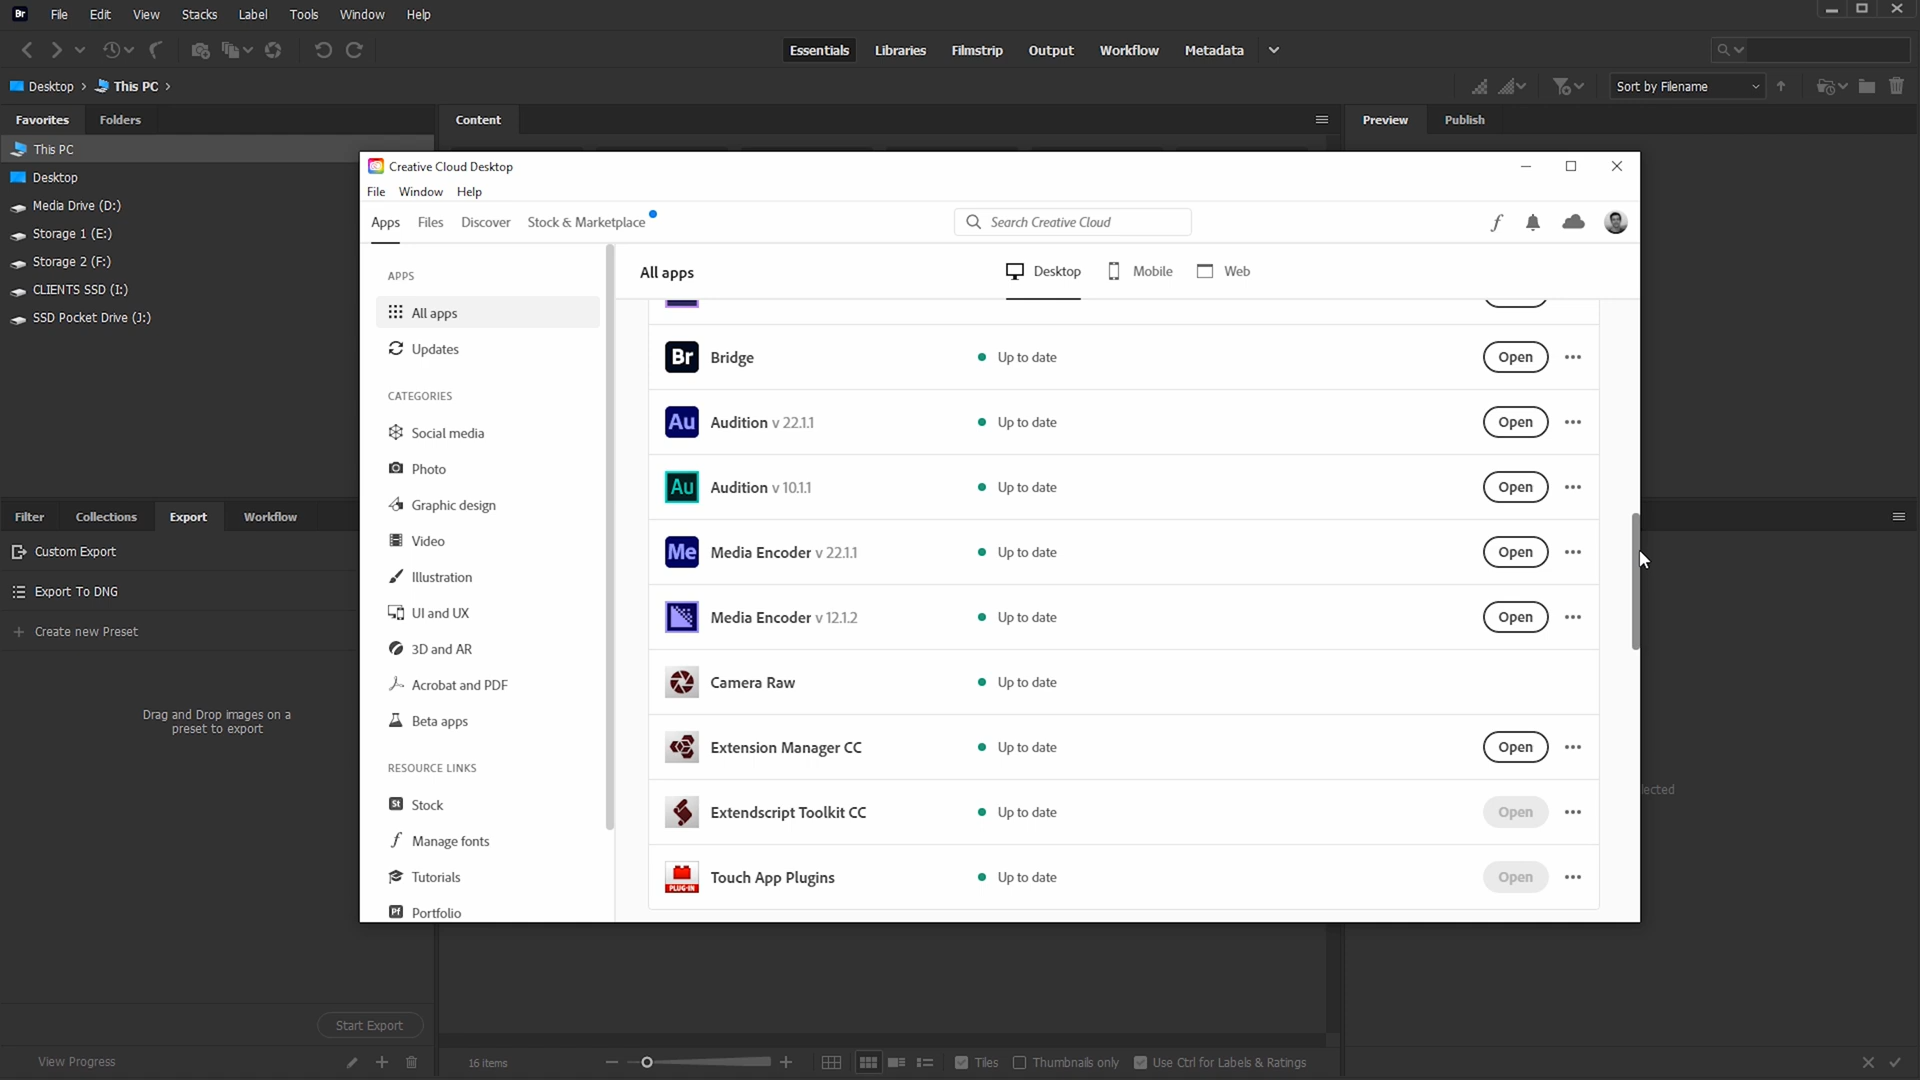 Br File Edit View Stacks Label Tools Window Help
Essentials Libraries Filmstrip Output Workflow Metadata
Desktop This PC
Sort by Filename
Favorites Folders
Content
Preview Publish
This PC
Desktop
Media Drive (D:)
Storage 1 (E:)
Storage 2 (F:)
CLIENTS SSD (I:)
SSD Pocket Drive (J:)
Filter Collections Export Workflow
Custom Export
Export To DNG
Create new Preset
Drag and Drop images on a
preset to export
Start Export
View Progress
Creative Cloud Desktop
File Window Help
Apps Files Discover Stock & Marketplace
Search Creative Cloud
APPS
All apps
Updates
CATEGORIES
Social media
Photo
Graphic design
Video
Illustration
UI and UX
3D and AR
Acrobat and PDF
Beta apps
RESOURCE LINKS
St Stock
Manage fonts
Tutorials
Pf Portfolio
All apps
Desktop Mobile Web
Br Bridge Up to date Open
Au Audition v 22.1.1 Up to date Open
Au Audition v 10.1.1 Up to date Open
Me Media Encoder v 22.1.1 Up to date Open
Media Encoder v 12.1.2 Up to date Open
Camera Raw Up to date
Extension Manager CC Up to date Open
Extendscript Toolkit CC Up to date Open
PLUG-IN Touch App Plugins Up to date Open
lected
16 items
Tiles Thumbnails only Use Ctrl for Labels & Ratings